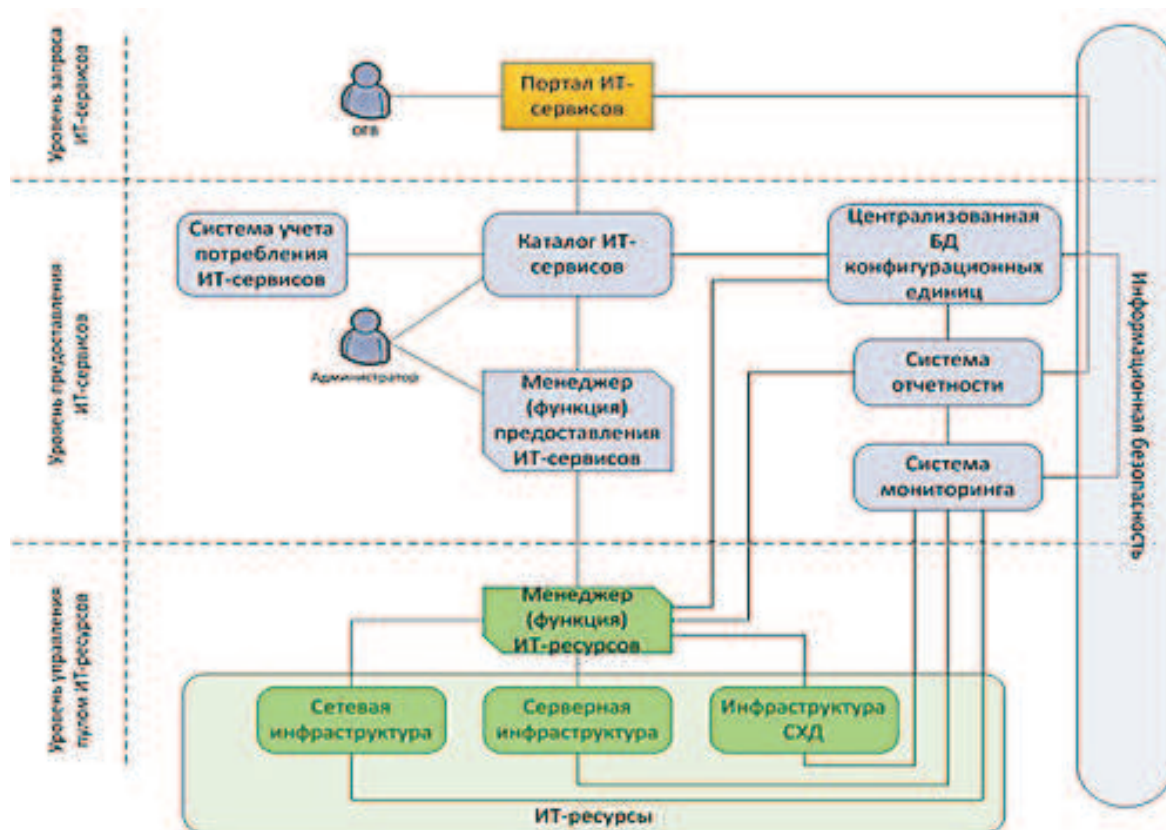 Уровень запроса
ИТ-сервисов
ОГВ
Портал ИТ-
сервисов
Уровень предоставления
ИТ-сервисов
Система учета
потребления
ИТ-сервисов
Каталог ИТ-
сервисов
Централизованная
БД
конфигурационных
единиц
Администратор
Менеджер
(функция)
предоставления
ИТ-сервисов
Система
отчетности
Система
мониторинга
Информационная безопасность
Уровень управления
пулом ИТ-ресурсов
Менеджер
(функция)
ИТ-ресурсов
Сетевая
инфраструктура
Серверная
инфраструктура
Инфраструктура
СХД
ИТ-ресурсы